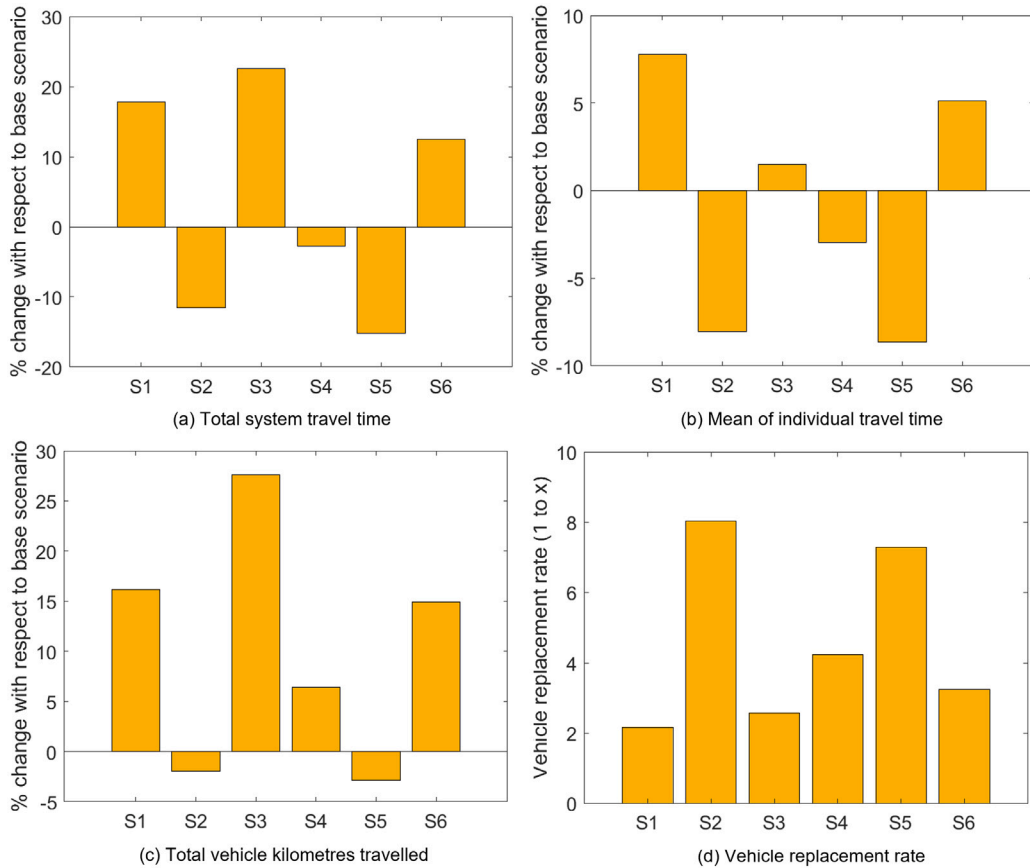 % change with respect to base scenario
30
20
10
0
-10
-20
S1 S2 S3 S4 S5 S6
(a) Total system travel time
% change with respect to base scenario
10
5
0
-5
-10
S1 S2 S3 S4 S5 S6
(b) Mean of individual travel time
% change with respect to base scenario
30
25
20
15
10
5
0
-5
S1 S2 S3 S4 S5 S6
(c) Total vehicle kilometres travelled
Vehicle replacement rate (1 to x)
10
8
6
4
2
0
S1 S2 S3 S4 S5 S6
(d) Vehicle replacement rate